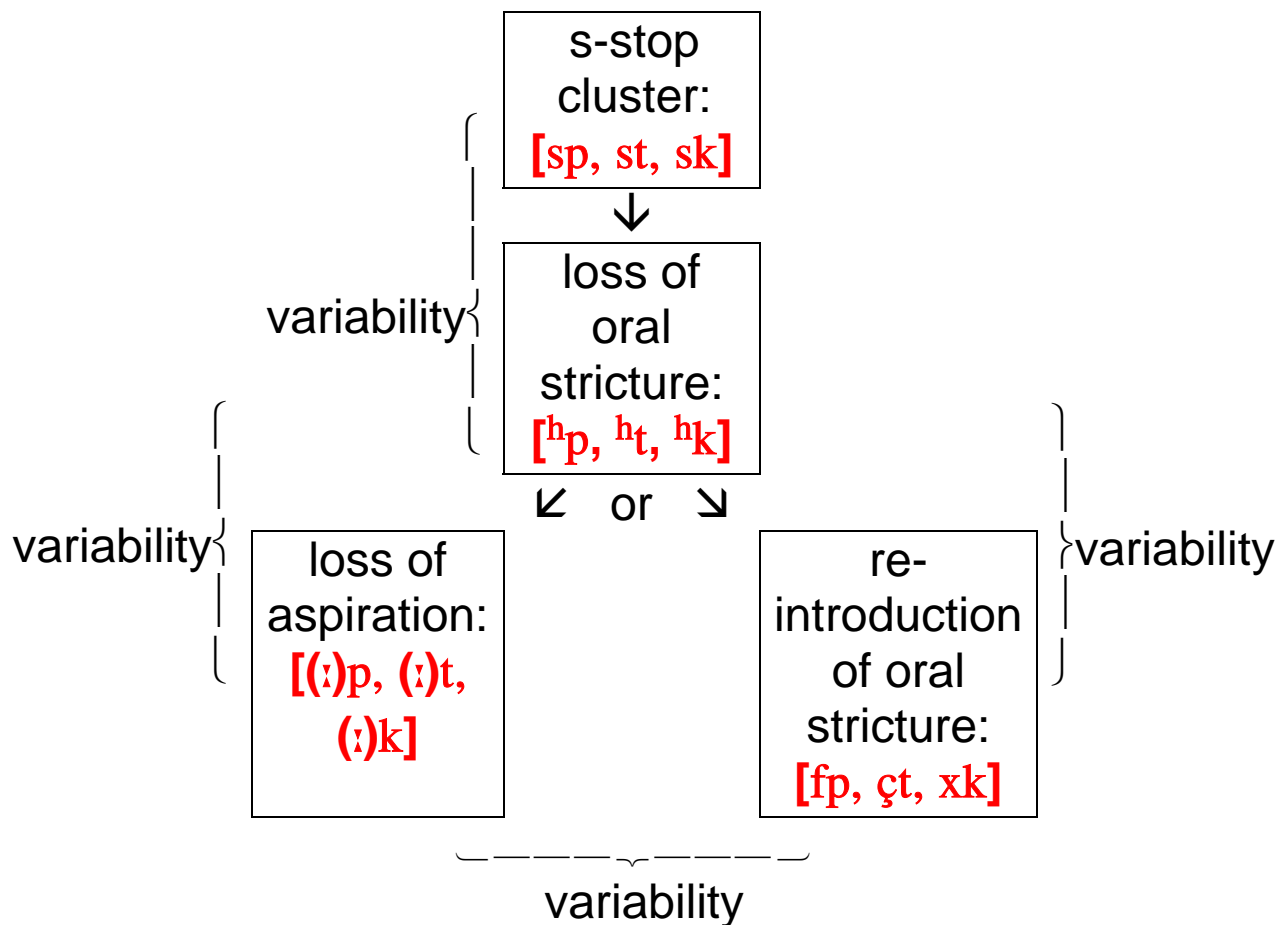 s-stop
cluster:
[sp, st, sk]
loss of
oral
stricture:
[ʰp, ʰt, ʰk]
variability
or
variability
loss of
aspiration:
[(ː)p, (ː)t,
(ː)k]
re-
introduction
of oral
stricture:
[fp, çt, xk]
variability
variability